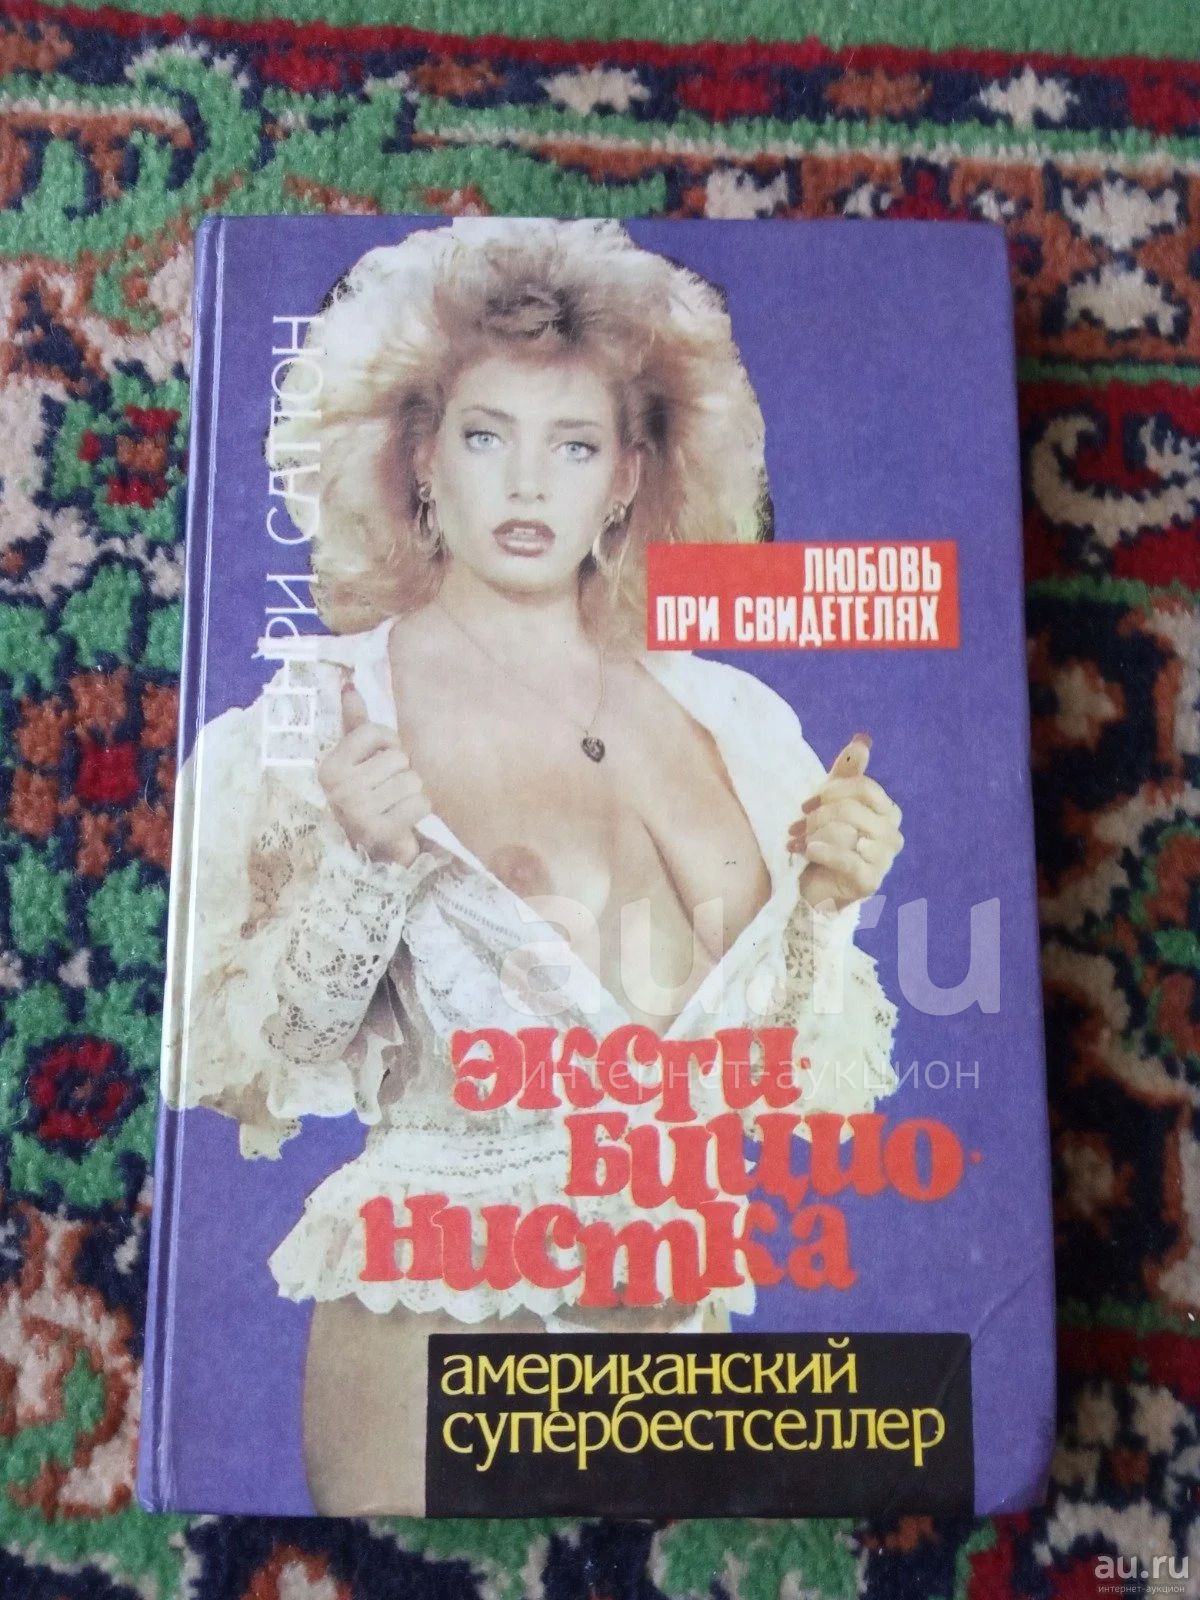 ГЕНРИ САТТОН
ЛЮБОВЬ
ПРИ СВИДЕТЕЛЯХ
au.ru
интернет-аукцион
эксги-
бицио-
нистка
американский
супербестселлер
au.ru
интернет-аукцион